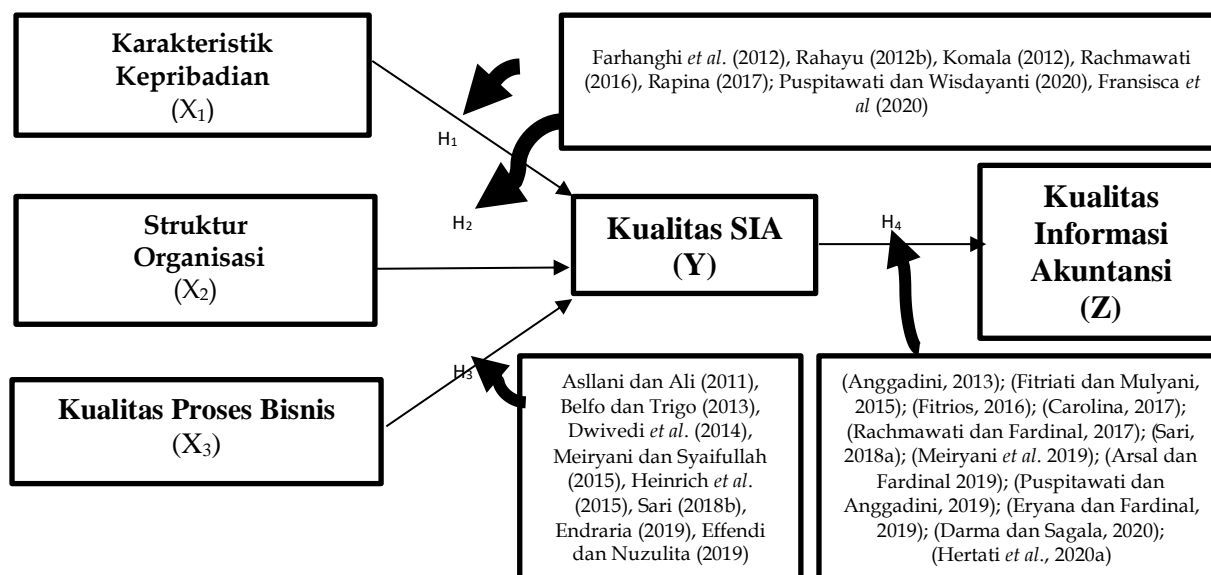 Karakteristik
Kepribadian
(X₁)
Farhanghi et al. (2012), Rahayu (2012b), Komala (2012), Rachmawati
(2016), Rapina (2017); Puspitawati dan Wisdayanti (2020), Fransisca et
al (2020)
H₁
Struktur
Organisasi
(X₂)
H₂
Kualitas SIA
(Y)
H₄
Kualitas
Informasi
Akuntansi
(Z)
Kualitas Proses Bisnis
(X₃)
H₃
Asllani dan Ali (2011),
Belfo dan Trigo (2013),
Dwivedi et al. (2014),
Meiryani dan Syaifullah
(2015), Heinrich et al.
(2015), Sari (2018b),
Endraria (2019), Effendi
dan Nuzulita (2019)
(Anggadini, 2013); (Fitriati dan Mulyani,
2015); (Fitrios, 2016); (Carolina, 2017;
(Rachmawati dan Fardinal, 2017); (Sari,
2018a); (Meiryani et al. 2019); (Arsal dan
Fardinal 2019); (Puspitawati dan
Anggadini, 2019); (Eryana dan Fardinal,
2019); (Darma dan Sagala, 2020);
(Hertati et al., 2020a)